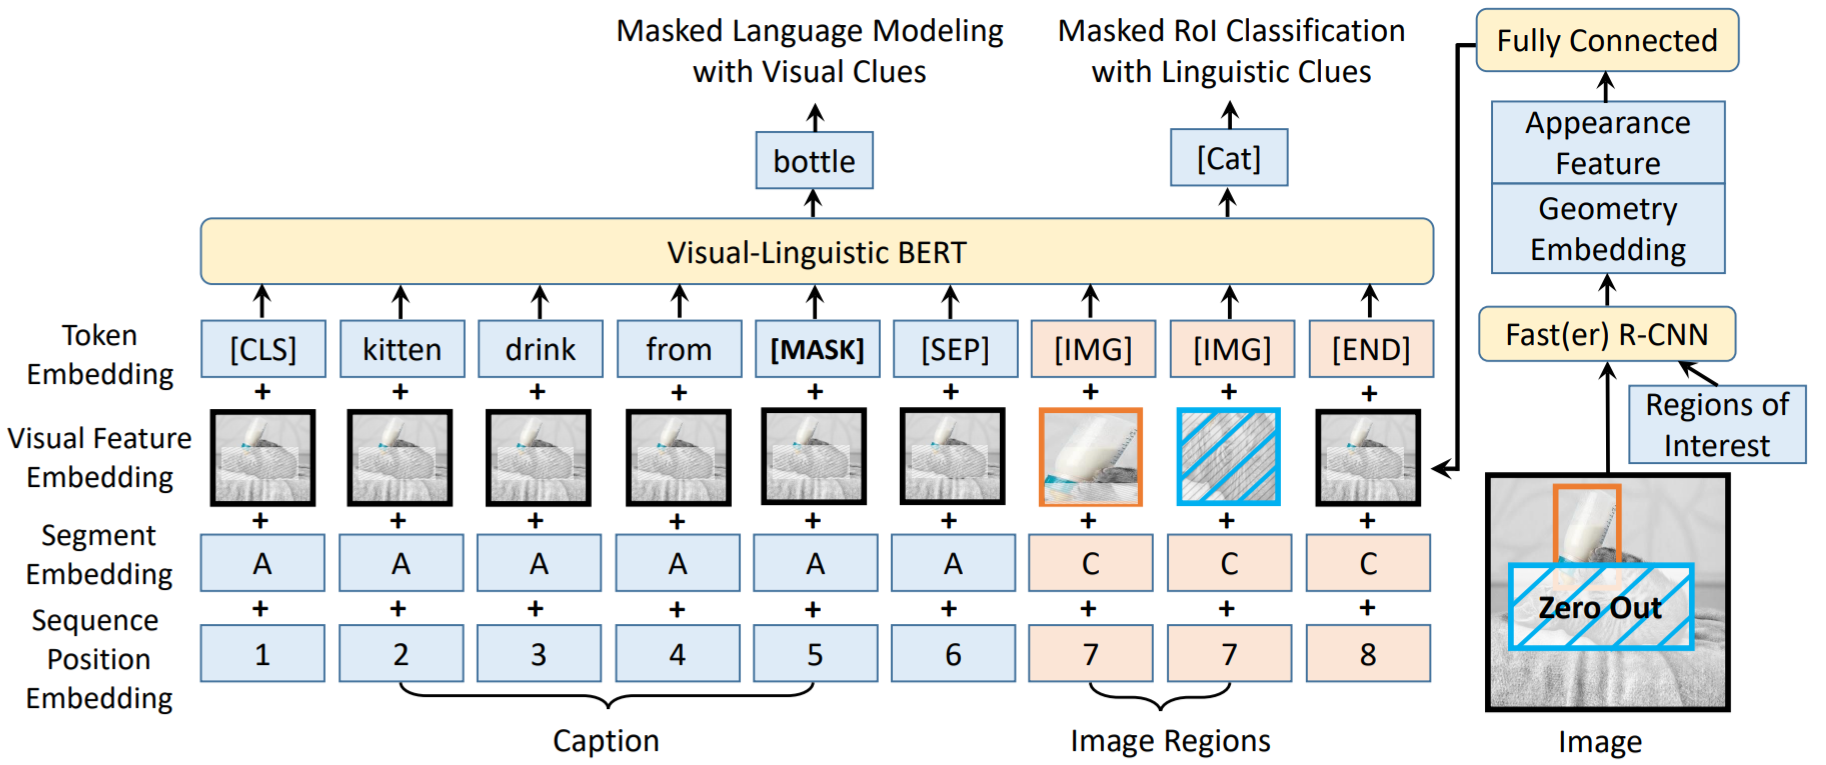 Masked Language Modeling
with Visual Clues
Masked RoI Classification
with Linguistic Clues
Fully Connected
Appearance
Feature
Geometry
Embedding
bottle
[Cat]
Visual-Linguistic BERT
Fast(er) R-CNN
Regions of
Interest
Token
Embedding
[CLS] kitten drink from [MASK] [SEP] [IMG] [IMG] [END]
+ + + + + + + + +
Visual Feature
Embedding
+ + + + + + + + +
Segment
Embedding
A A A A A A C C C
+ + + + + + + + +
Sequence
Position
Embedding
1 2 3 4 5 6 7 7 8
Zero Out
Caption
Image Regions
Image